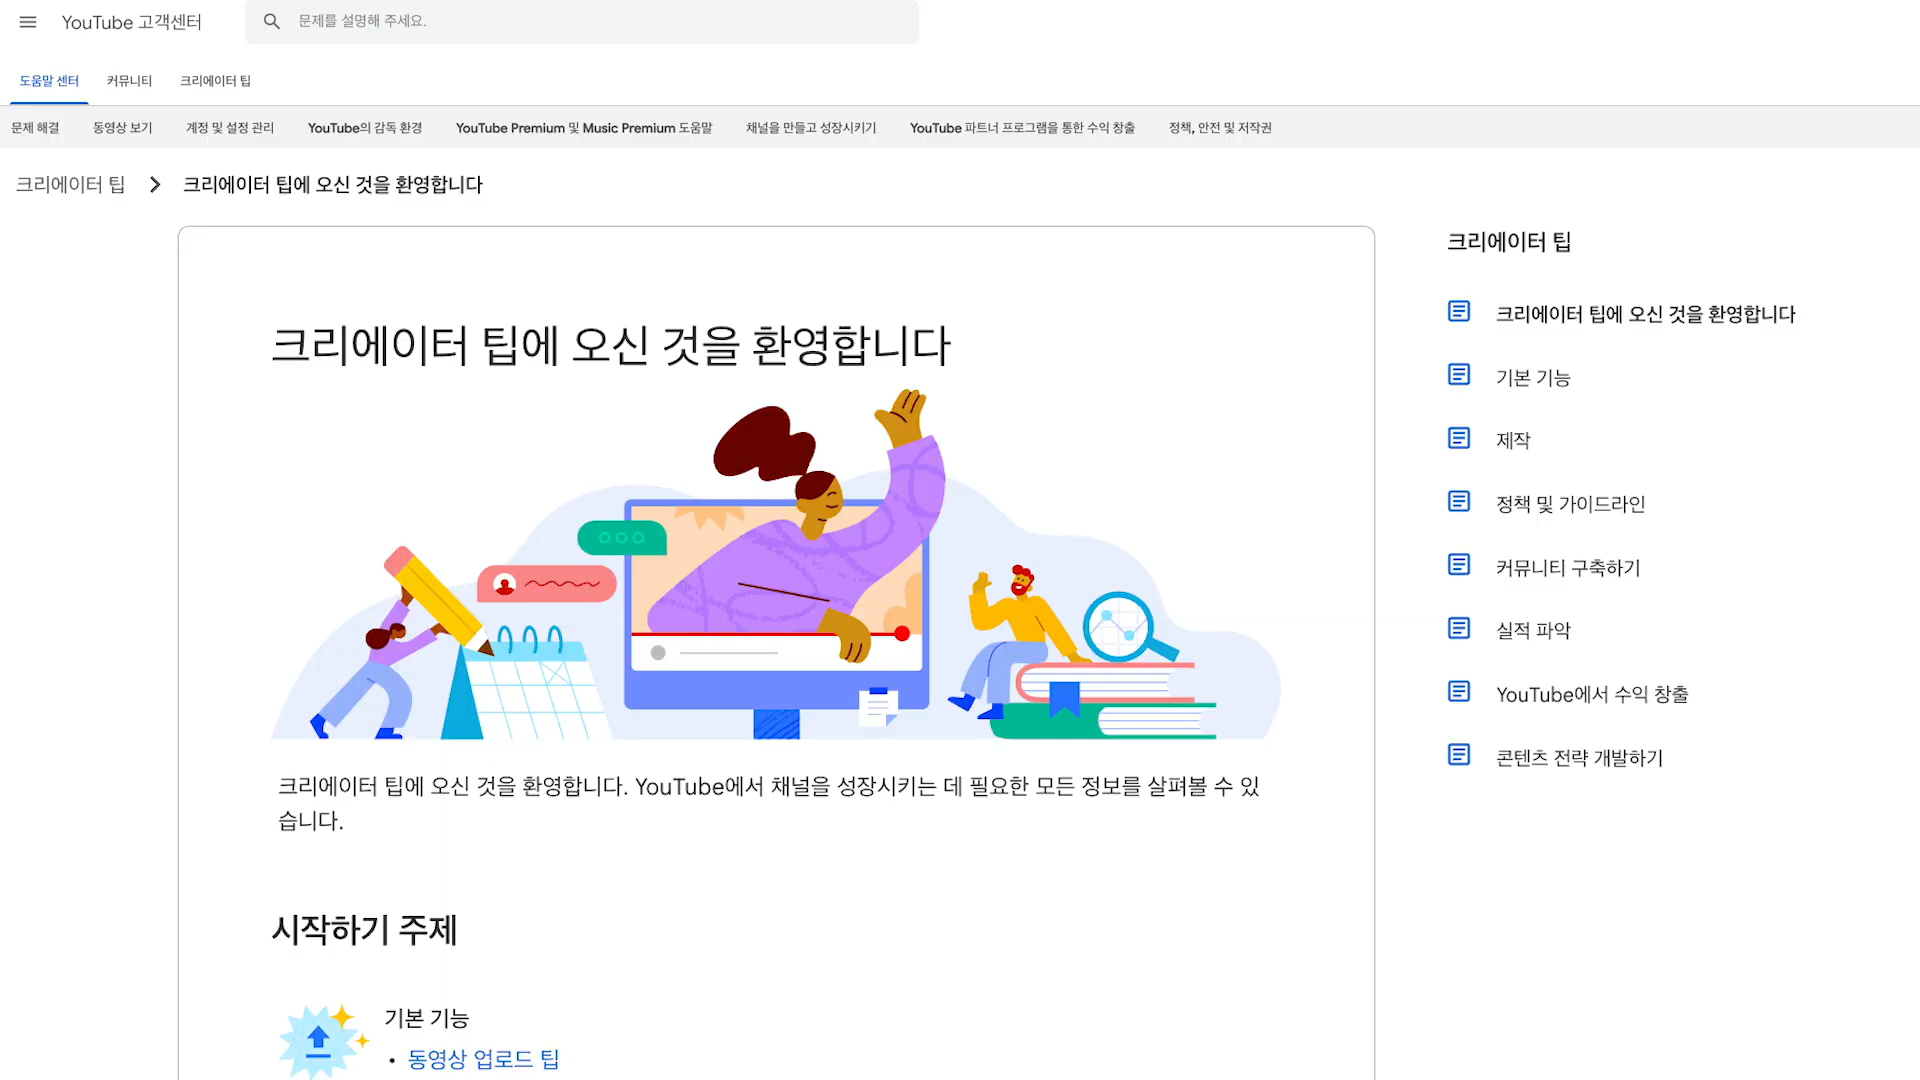 YouTube 고객센터
문제를 설명해 주세요.
도움말 센터
커뮤니티
크리에이터 팁
문제 해결
동영상 보기
계정 및 설정 관리
YouTube의 감독 환경
YouTube Premium 및 Music Premium 도움말
채널을 만들고 성장시키기
YouTube 파트너 프로그램을 통한 수익 창출
정책, 안전 및 저작권
크리에이터 팁
크리에이터 팁에 오신 것을 환영합니다
크리에이터 팁에 오신 것을 환영합니다
크리에이터 팁에 오신 것을 환영합니다. YouTube에서 채널을 성장시키는 데 필요한 모든 정보를 살펴볼 수 있
습니다.
시작하기 주제
기본 기능
• 동영상 업로드 팁
크리에이터 팁
크리에이터 팁에 오신 것을 환영합니다
기본 기능
제작
정책 및 가이드라인
커뮤니티 구축하기
실적 파악
YouTube에서 수익 창출
콘텐츠 전략 개발하기